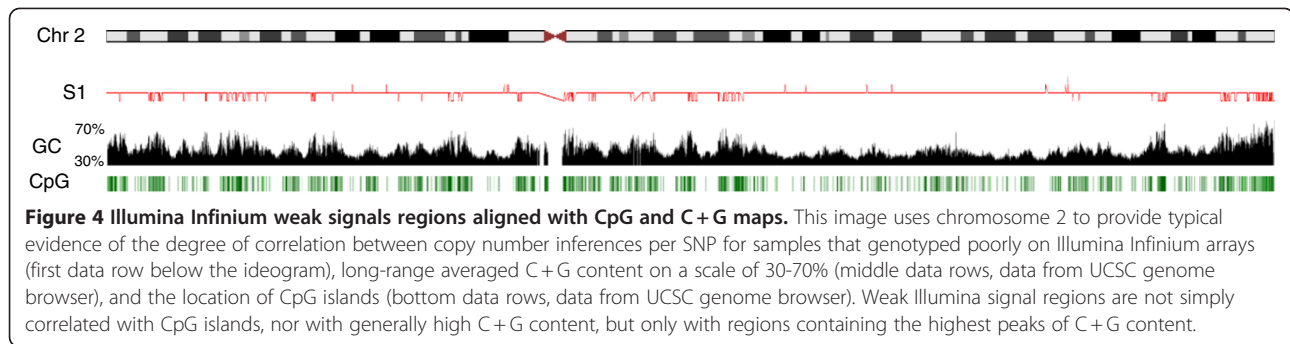 Chr 2
S1
70%
GC
30%
CpG
Figure 4 Illumina Infinium weak signals regions aligned with CpG and C + G maps. This image uses chromosome 2 to provide typical
evidence of the degree of correlation between copy number inferences per SNP for samples that genotyped poorly on Illumina Infinium arrays
(first data row below the ideogram), long-range averaged C + G content on a scale of 30-70% (middle data rows, data from UCSC genome
browser), and the location of CpG islands (bottom data rows, data from UCSC genome browser). Weak Illumina signal regions are not simply
correlated with CpG islands, nor with generally high C + G content, but only with regions containing the highest peaks of C + G content.